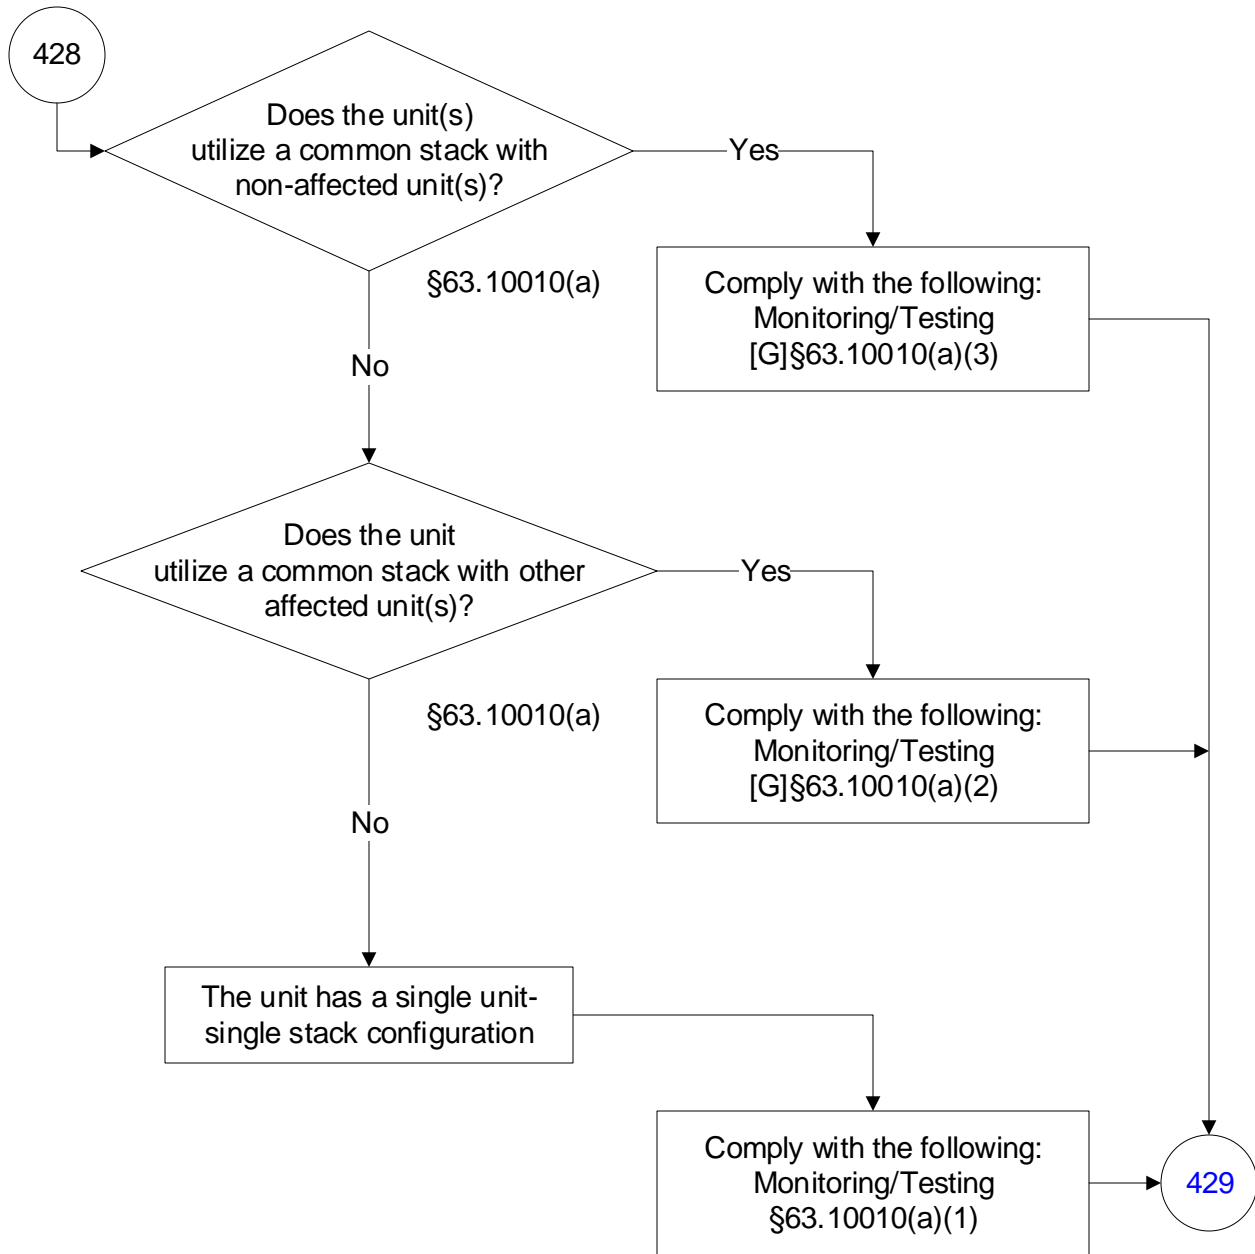 428
Does the unit(s)
utilize a common stack with
non-affected unit(s)?
Yes
§63.10010(a)
Comply with the following:
Monitoring/Testing
[G]§63.10010(a)(3)
No
Does the unit
utilize a common stack with other
affected unit(s)?
Yes
§63.10010(a)
Comply with the following:
Monitoring/Testing
[G]§63.10010(a)(2)
No
The unit has a single unit-
single stack configuration
Comply with the following:
Monitoring/Testing
§63.10010(a)(1)
429